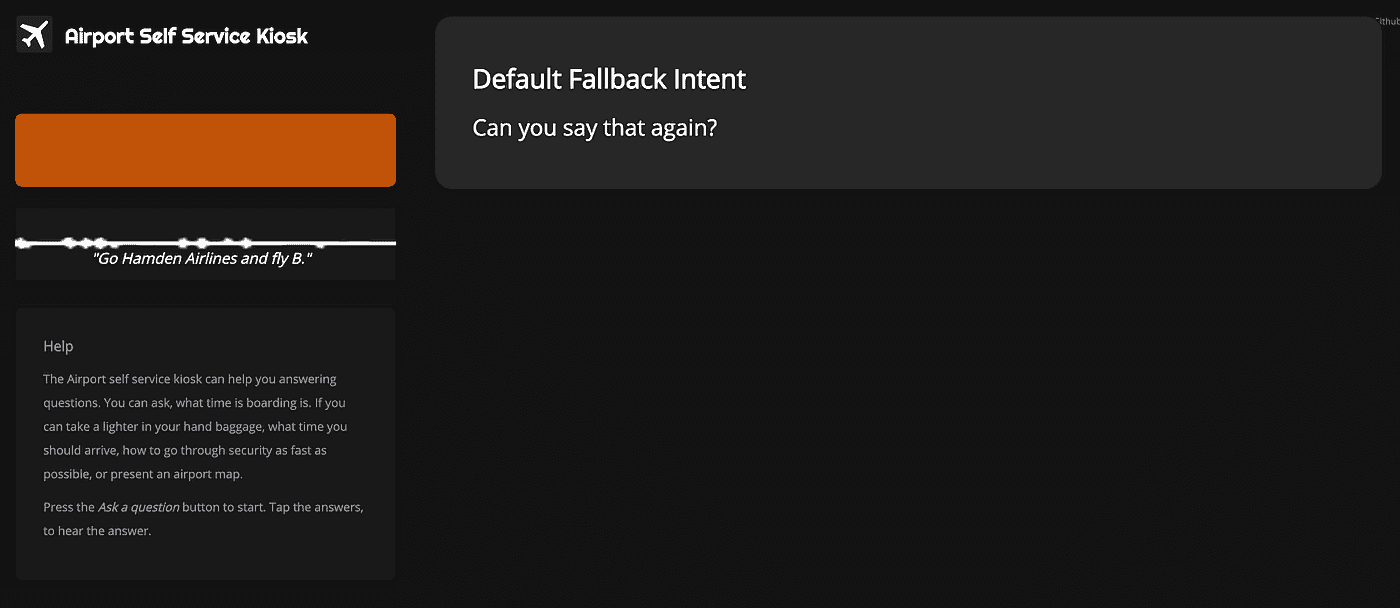 Airport Self Service Kiosk
"Go Hamden Airlines and fly B."
Help
The Airport self service kiosk can help you answering
questions. You can ask, what time is boarding is. If you
can take a lighter in your hand baggage, what time you
should arrive, how to go through security as fast as
possible, or present an airport map.
Press the Ask a question button to start. Tap the answers,
to hear the answer.
Default Fallback Intent
Can you say that again?